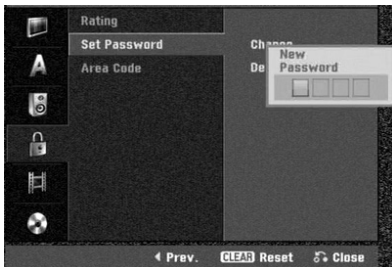 Rating
Set Password
Change
New
Password
Area Code
De
A
Prev.
CLEAR Reset
Close